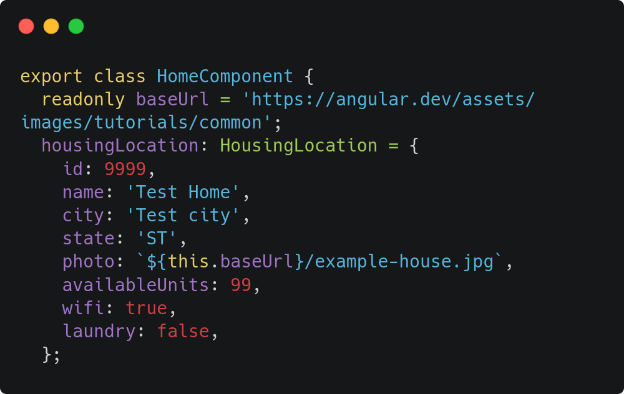 export class HomeComponent {
  readonly baseUrl = 'https://angular.dev/assets/
images/tutorials/common';
  housingLocation: HousingLocation = {
    id: 9999,
    name: 'Test Home',
    city: 'Test city',
    state: 'ST',
    photo: `${this.baseUrl}/example-house.jpg`,
    availableUnits: 99,
    wifi: true,
    laundry: false,
  };